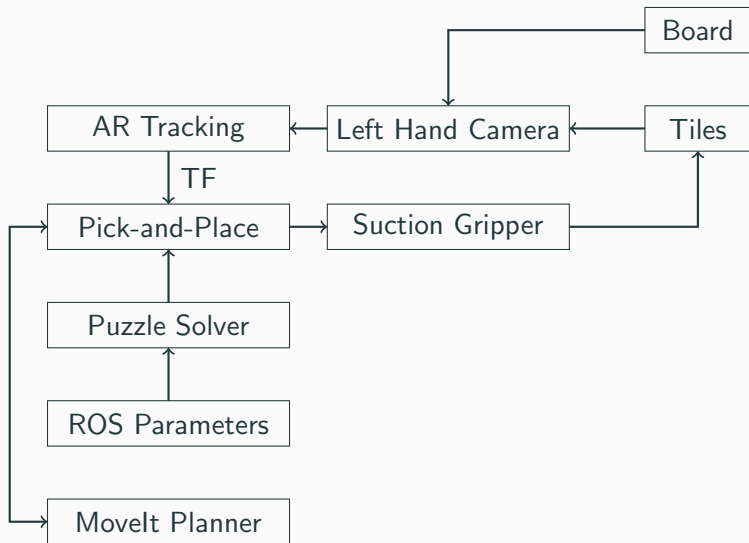 Board
AR Tracking
Left Hand Camera
Tiles
TF
Pick-and-Place
Suction Gripper
Puzzle Solver
ROS Parameters
MoveIt Planner